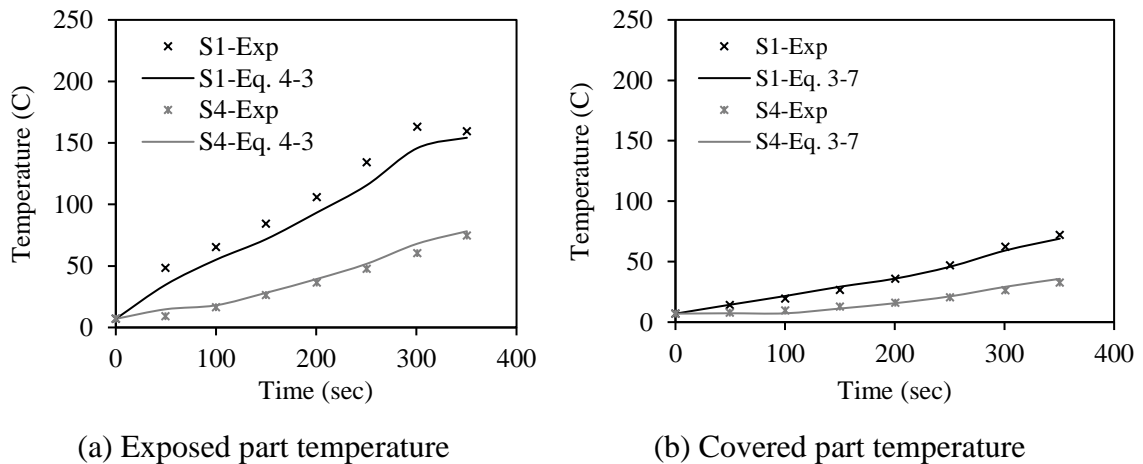 250
200
150
100
50
0
Temperature (C)
S1-Exp
S1-Eq. 4-3
S4-Exp
S4-Eq. 4-3
0 100 200 300 400
Time (sec)
(a) Exposed part temperature
250
200
150
100
50
0
Temperature (C)
S1-Exp
S1-Eq. 3-7
S4-Exp
S4-Eq. 3-7
0 100 200 300 400
Time (sec)
(b) Covered part temperature